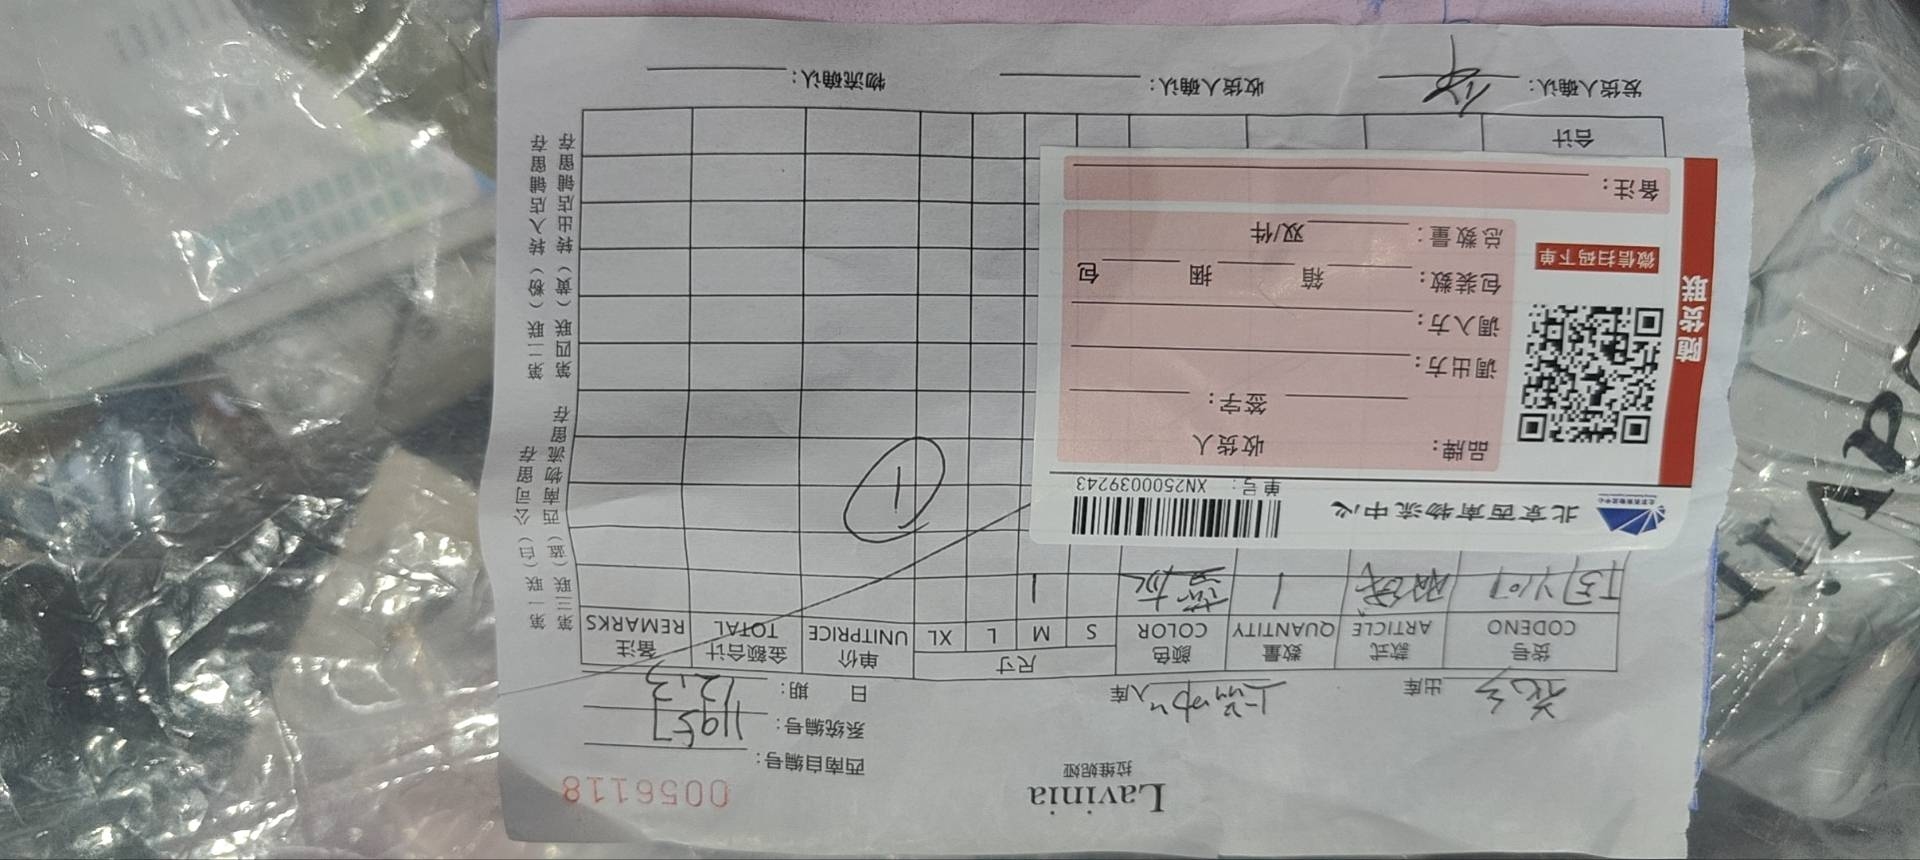 Lavinia
拉维妮娅
0056118
西南自编号:
系统编号: 11957
出库 入库 日 期: 12.3
货号 款式 数量 颜色 尺寸 单价 金额合计 备注
CODENO ARTICLE QUANTITY COLOR S M L XL UNITPRICE TOTAL REMARKS
1 1
1
北京西南物流中心
单号: XN2500039243
品牌: 收货人
签字:
调出方:
调入方:
包装数: 箱 捆 包
总数量: 双/件
备注:
微信扫码下单
随货联
合计
发货人确认: 收货人确认: 物流确认:
第一联(白)公司留存 第二联(粉)转入店铺留存
第三联(蓝)西南物流留存 第四联(黄)转出店铺留存